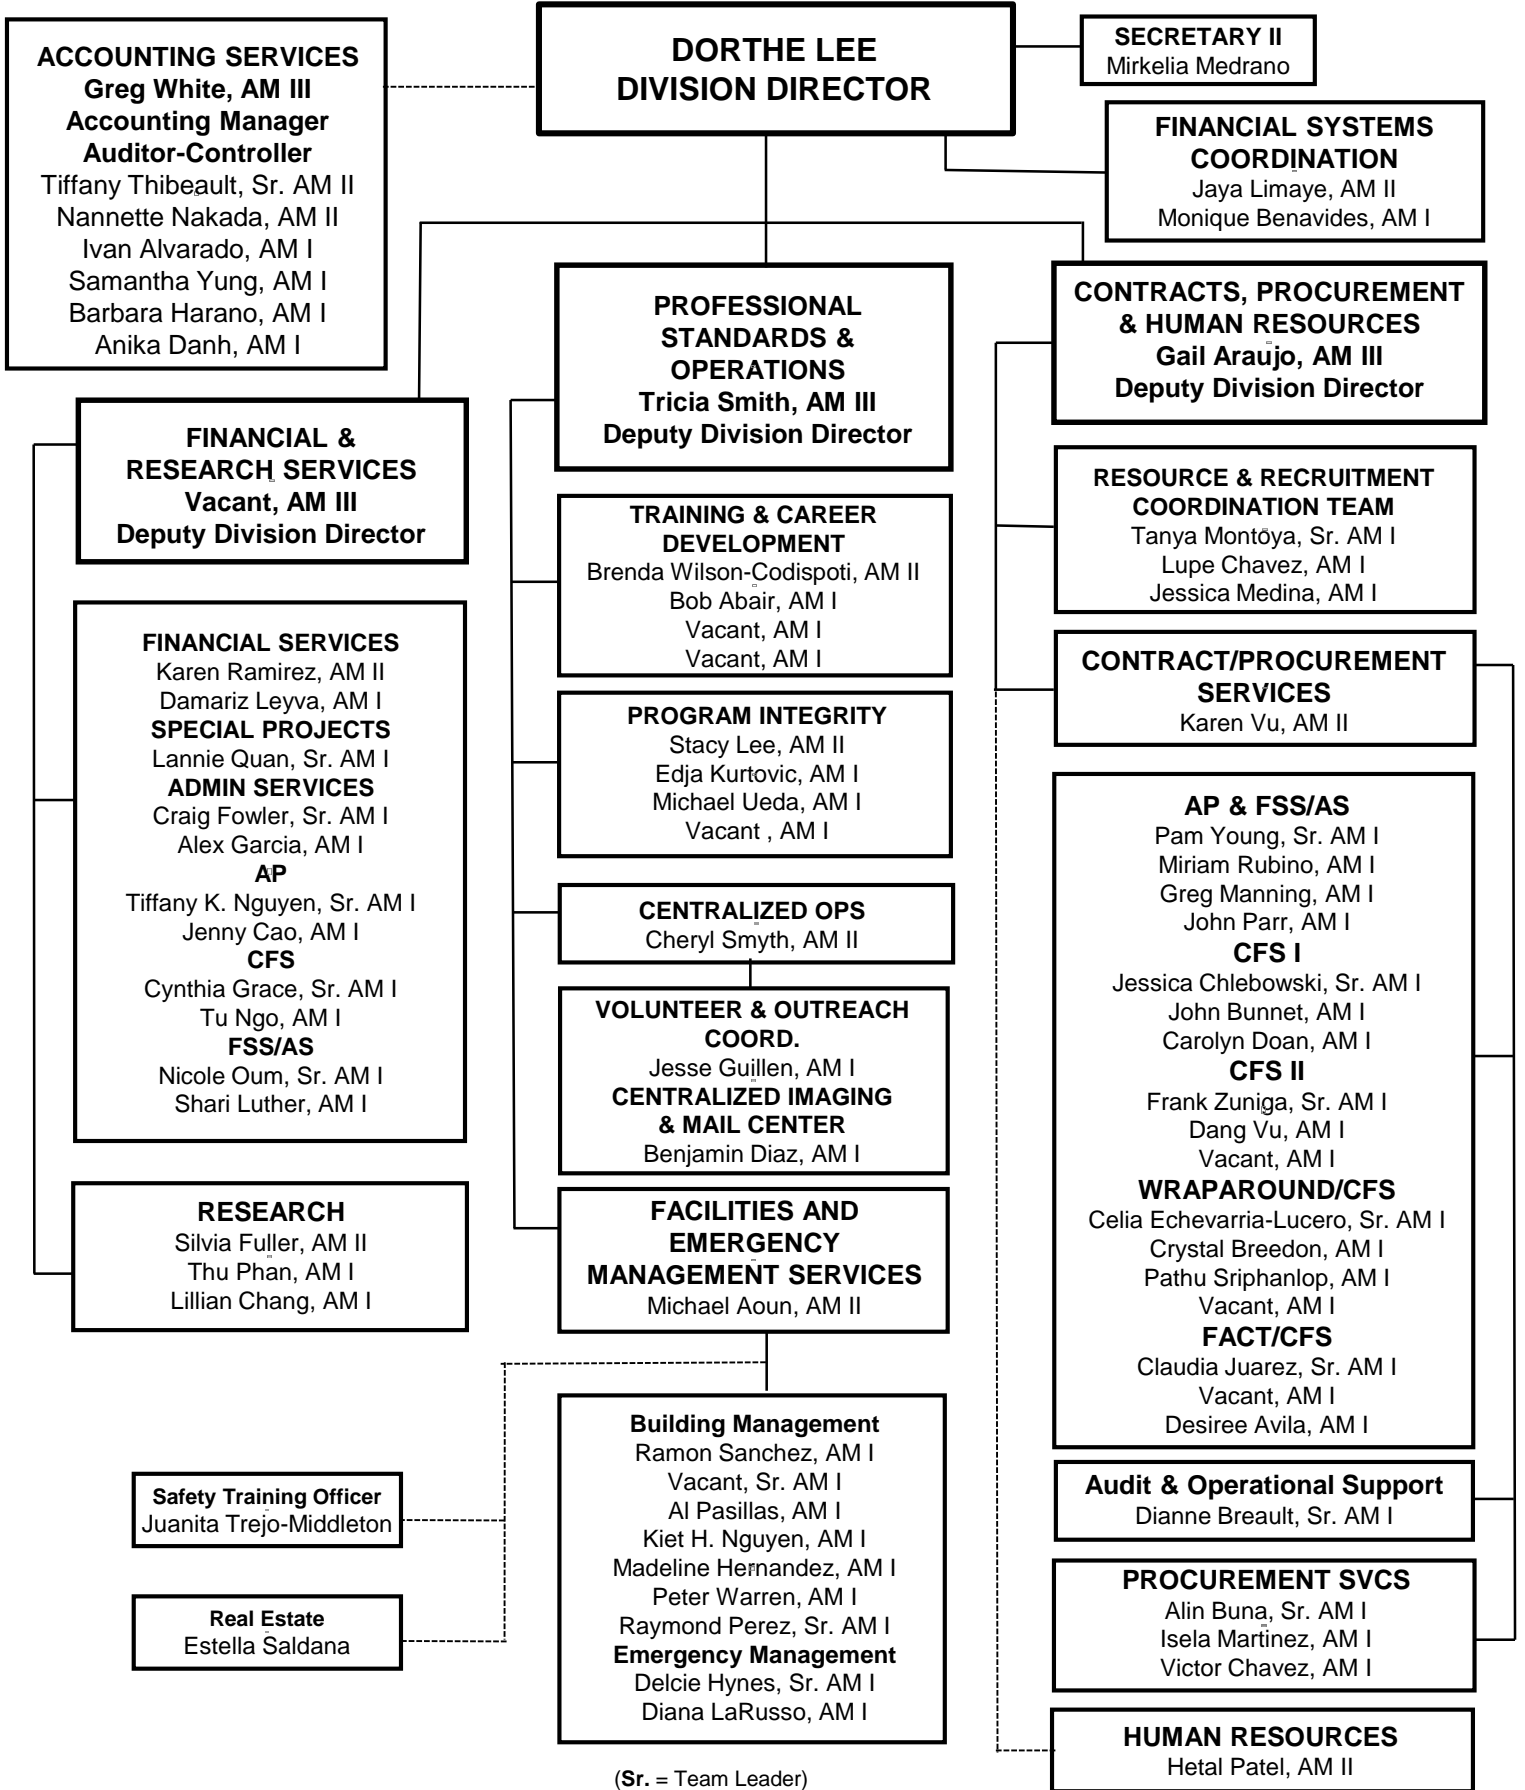 ACCOUNTING SERVICES
Greg White, AM III
Accounting Manager
Auditor-Controller
Tiffany Thibeault, Sr. AM II
Nannette Nakada, AM II
Ivan Alvarado, AM I
Samantha Yung, AM I
Barbara Harano, AM I
Anika Danh, AM I
DORTHE LEE
DIVISION DIRECTOR
SECRETARY II
Mirkelia Medrano
FINANCIAL SYSTEMS
COORDINATION
Jaya Limaye, AM II
Monique Benavides, AM I
FINANCIAL &
RESEARCH SERVICES
Vacant, AM III
Deputy Division Director
FINANCIAL SERVICES
Karen Ramirez, AM II
Damariz Leyva, AM I
SPECIAL PROJECTS
Lannie Quan, Sr. AM I
ADMIN SERVICES
Craig Fowler, Sr. AM I
Alex Garcia, AM I
AP
Tiffany K. Nguyen, Sr. AM I
Jenny Cao, AM I
CFS
Cynthia Grace, Sr. AM I
Tu Ngo, AM I
FSS/AS
Nicole Oum, Sr. AM I
Shari Luther, AM I
RESEARCH
Silvia Fuller, AM II
Thu Phan, AM I
Lillian Chang, AM I
PROFESSIONAL
STANDARDS &
OPERATIONS
Tricia Smith, AM III
Deputy Division Director
TRAINING & CAREER
DEVELOPMENT
Brenda Wilson-Codispoti, AM II
Bob Abair, AM I
Vacant, AM I
Vacant, AM I
PROGRAM INTEGRITY
Stacy Lee, AM II
Edja Kurtovic, AM I
Michael Ueda, AM I
Vacant , AM I
CENTRALIZED OPS
Cheryl Smyth, AM II
VOLUNTEER & OUTREACH
COORD.
Jesse Guillen, AM I
CENTRALIZED IMAGING
& MAIL CENTER
Benjamin Diaz, AM I
FACILITIES AND
EMERGENCY
MANAGEMENT SERVICES
Michael Aoun, AM II
Safety Training Officer
Juanita Trejo-Middleton
Real Estate
Estella Saldana
Building Management
Ramon Sanchez, AM I
Vacant, Sr. AM I
Al Pasillas, AM I
Kiet H. Nguyen, AM I
Madeline Hernandez, AM I
Peter Warren, AM I
Raymond Perez, Sr. AM I
Emergency Management
Delcie Hynes, Sr. AM I
Diana LaRusso, AM I
CONTRACTS, PROCUREMENT
& HUMAN RESOURCES
Gail Araujo, AM III
Deputy Division Director
RESOURCE & RECRUITMENT
COORDINATION TEAM
Tanya Montoya, Sr. AM I
Lupe Chavez, AM I
Jessica Medina, AM I
CONTRACT/PROCUREMENT
SERVICES
Karen Vu, AM II
AP & FSS/AS
Pam Young, Sr. AM I
Miriam Rubino, AM I
Greg Manning, AM I
John Parr, AM I
CFS I
Jessica Chlebowski, Sr. AM I
John Bunnet, AM I
Carolyn Doan, AM I
CFS II
Frank Zuniga, Sr. AM I
Dang Vu, AM I
Vacant, AM I
WRAPAROUND/CFS
Celia Echevarria-Lucero, Sr. AM I
Crystal Breedon, AM I
Pathu Sriphanlop, AM I
Vacant, AM I
FACT/CFS
Claudia Juarez, Sr. AM I
Vacant, AM I
Desiree Avila, AM I
Audit & Operational Support
Dianne Breault, Sr. AM I
PROCUREMENT SVCS
Alin Buna, Sr. AM I
Isela Martinez, AM I
Victor Chavez, AM I
HUMAN RESOURCES
Hetal Patel, AM II
(Sr. = Team Leader)